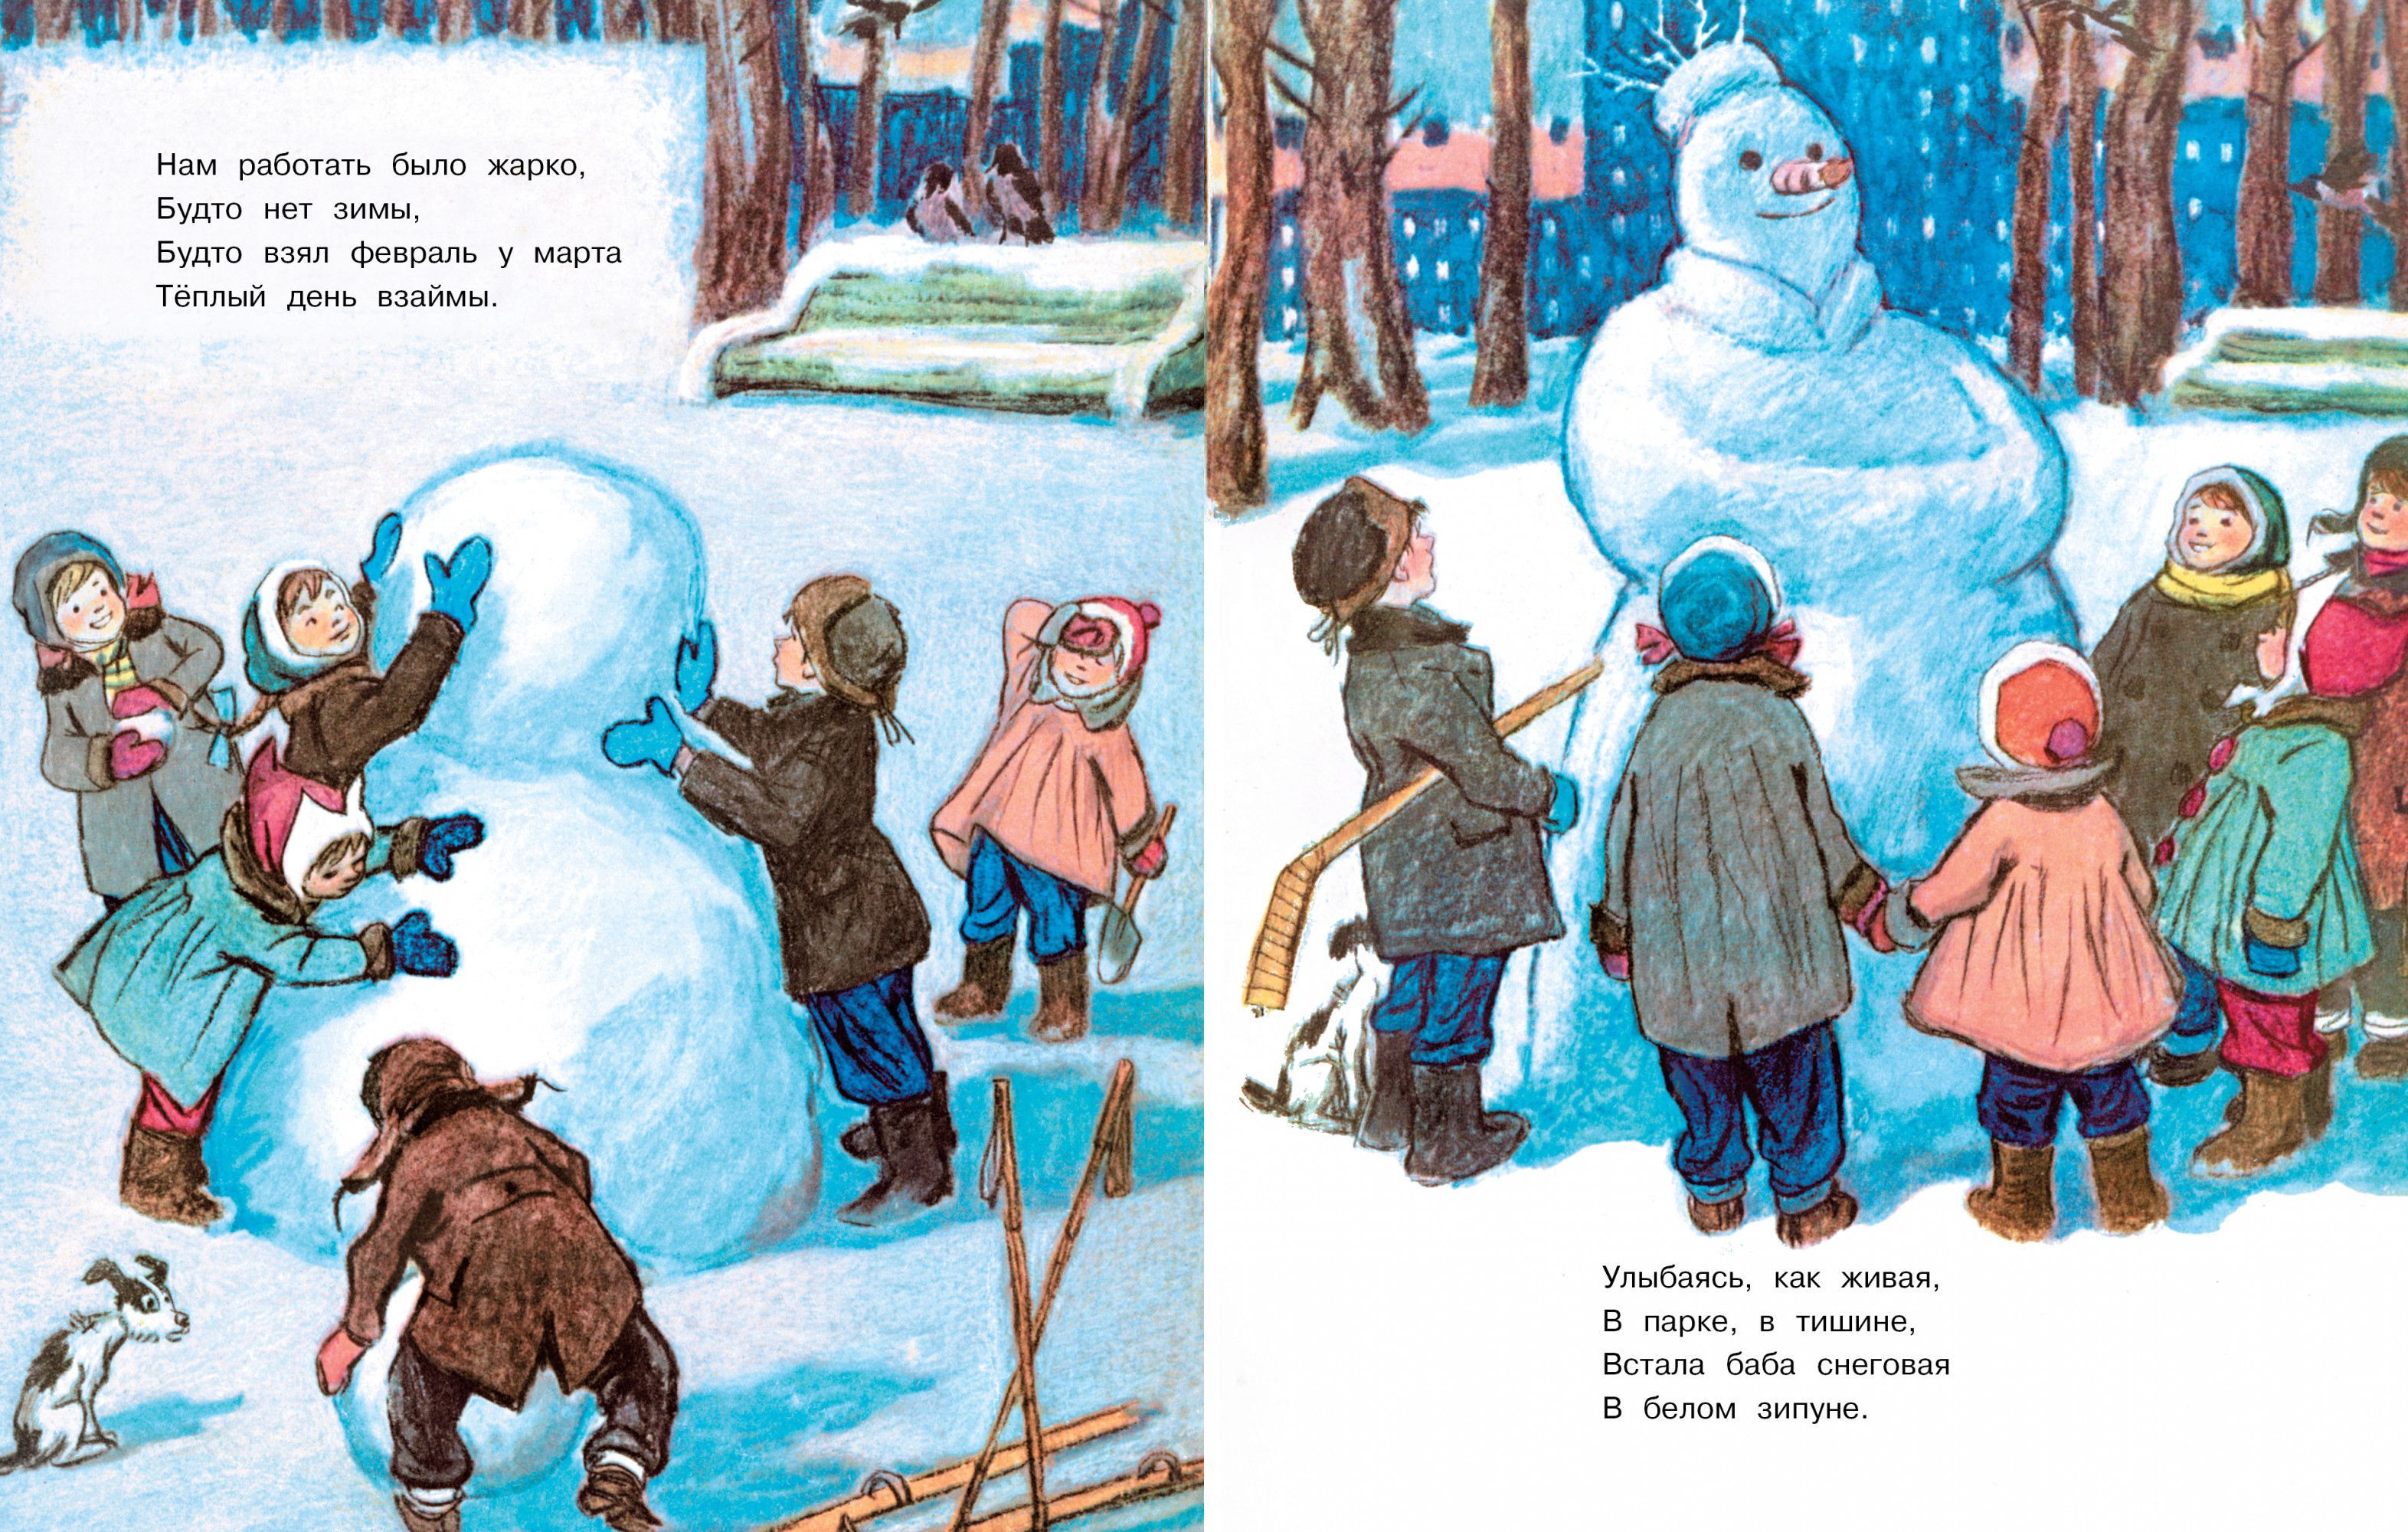 Нам работать было жарко,
Будто нет зимы,
Будто взял февраль у марта
Тёплый день взаймы.
Улыбаясь, как живая,
В парке, в тишине,
Встала баба снеговая
В белом зипуне.